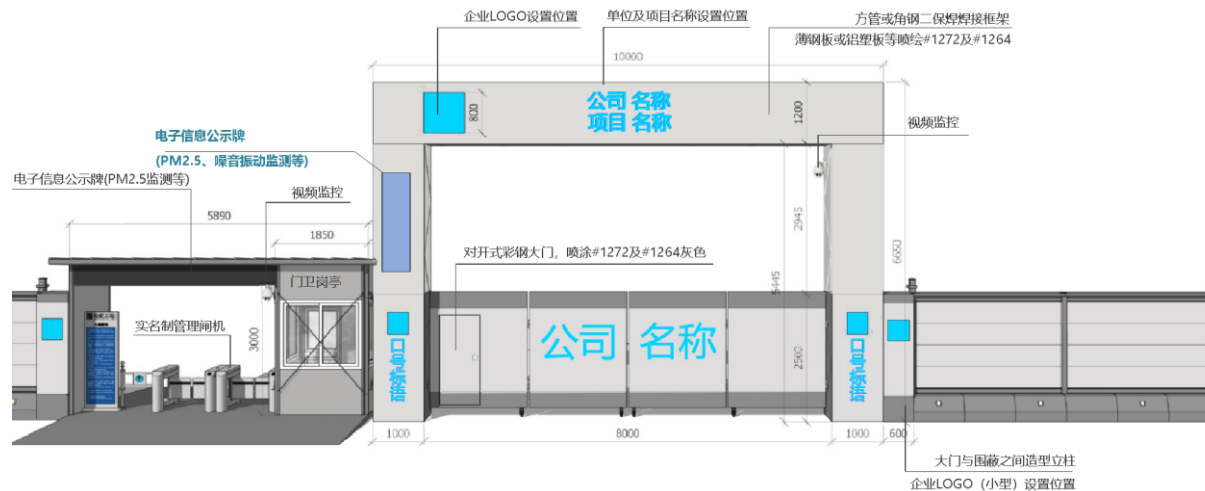 企业LOGO设置位置
单位及项目名称设置位置
方管或角钢二保焊焊接框架
薄钢板或铝塑板等喷绘#1272及#1264
10000
公司 名称
项目 名称
800
1200
视频监控
电子信息公示牌
(PM2.5、噪音振动监测等)
电子信息公示牌(PM2.5监测等)
视频监控
5890
1850
2945
6650
5445
对开式彩钢大门，喷涂#1272及#1264灰色
门卫岗亭
实名制管理闸机
3000
公司 名称
2500
口号标语
口号标语
1000
8000
1000
600
大门与围蔽之间造型立柱
企业LOGO（小型）设置位置